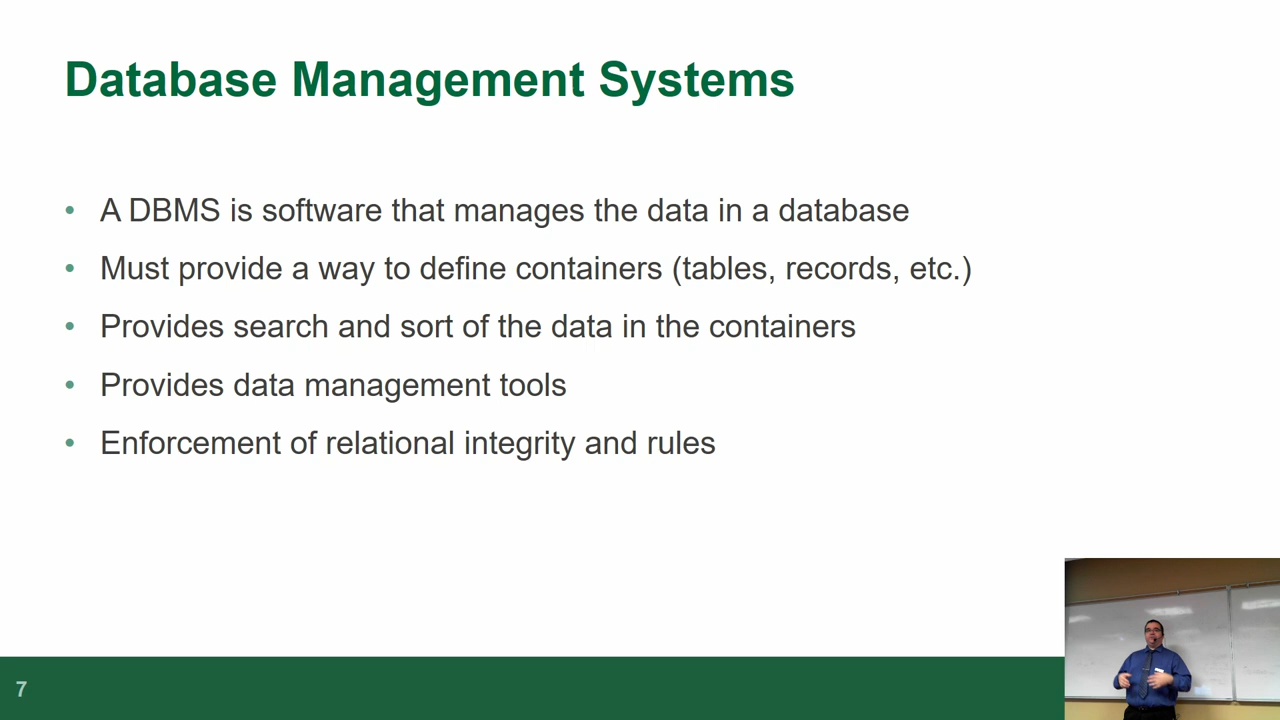 Database Management Systems
• A DBMS is software that manages the data in a database
• Must provide a way to define containers (tables, records, etc.)
• Provides search and sort of the data in the containers
• Provides data management tools
• Enforcement of relational integrity and rules
7